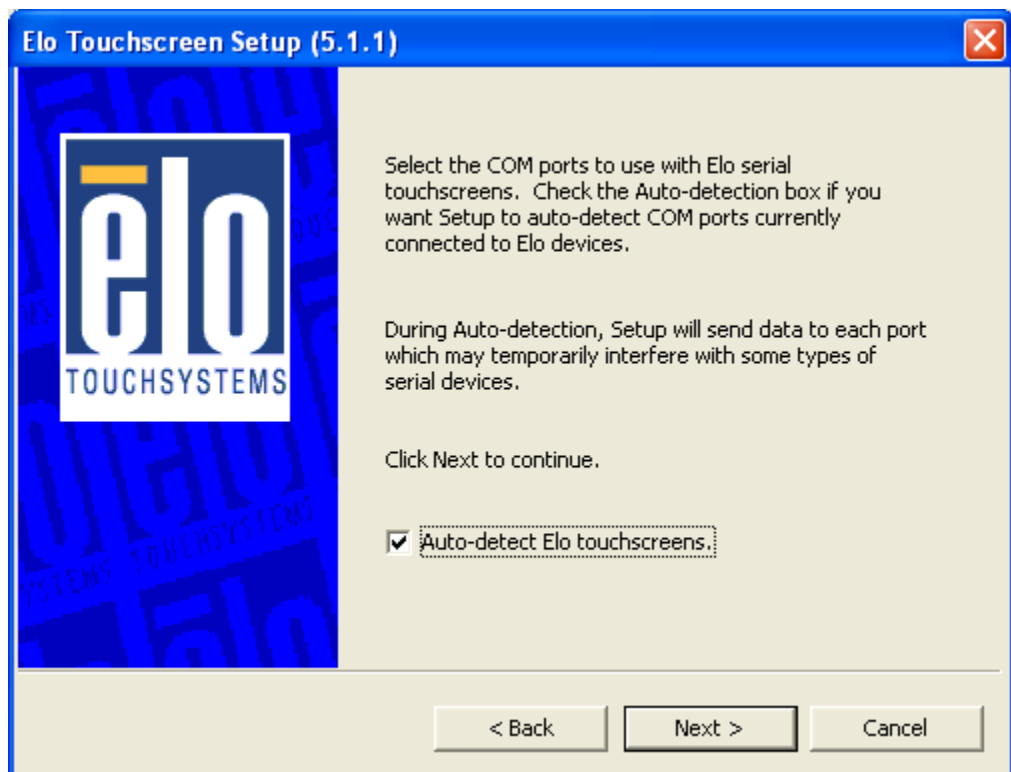 Elo Touchscreen Setup (5.1.1)
elo
TOUCHSYSTEMS
Select the COM ports to use with Elo serial
touchscreens.  Check the Auto-detection box if you
want Setup to auto-detect COM ports currently
connected to Elo devices.
During Auto-detection, Setup will send data to each port
which may temporarily interfere with some types of
serial devices.
Click Next to continue.
Auto-detect Elo touchscreens.
< Back
Next >
Cancel